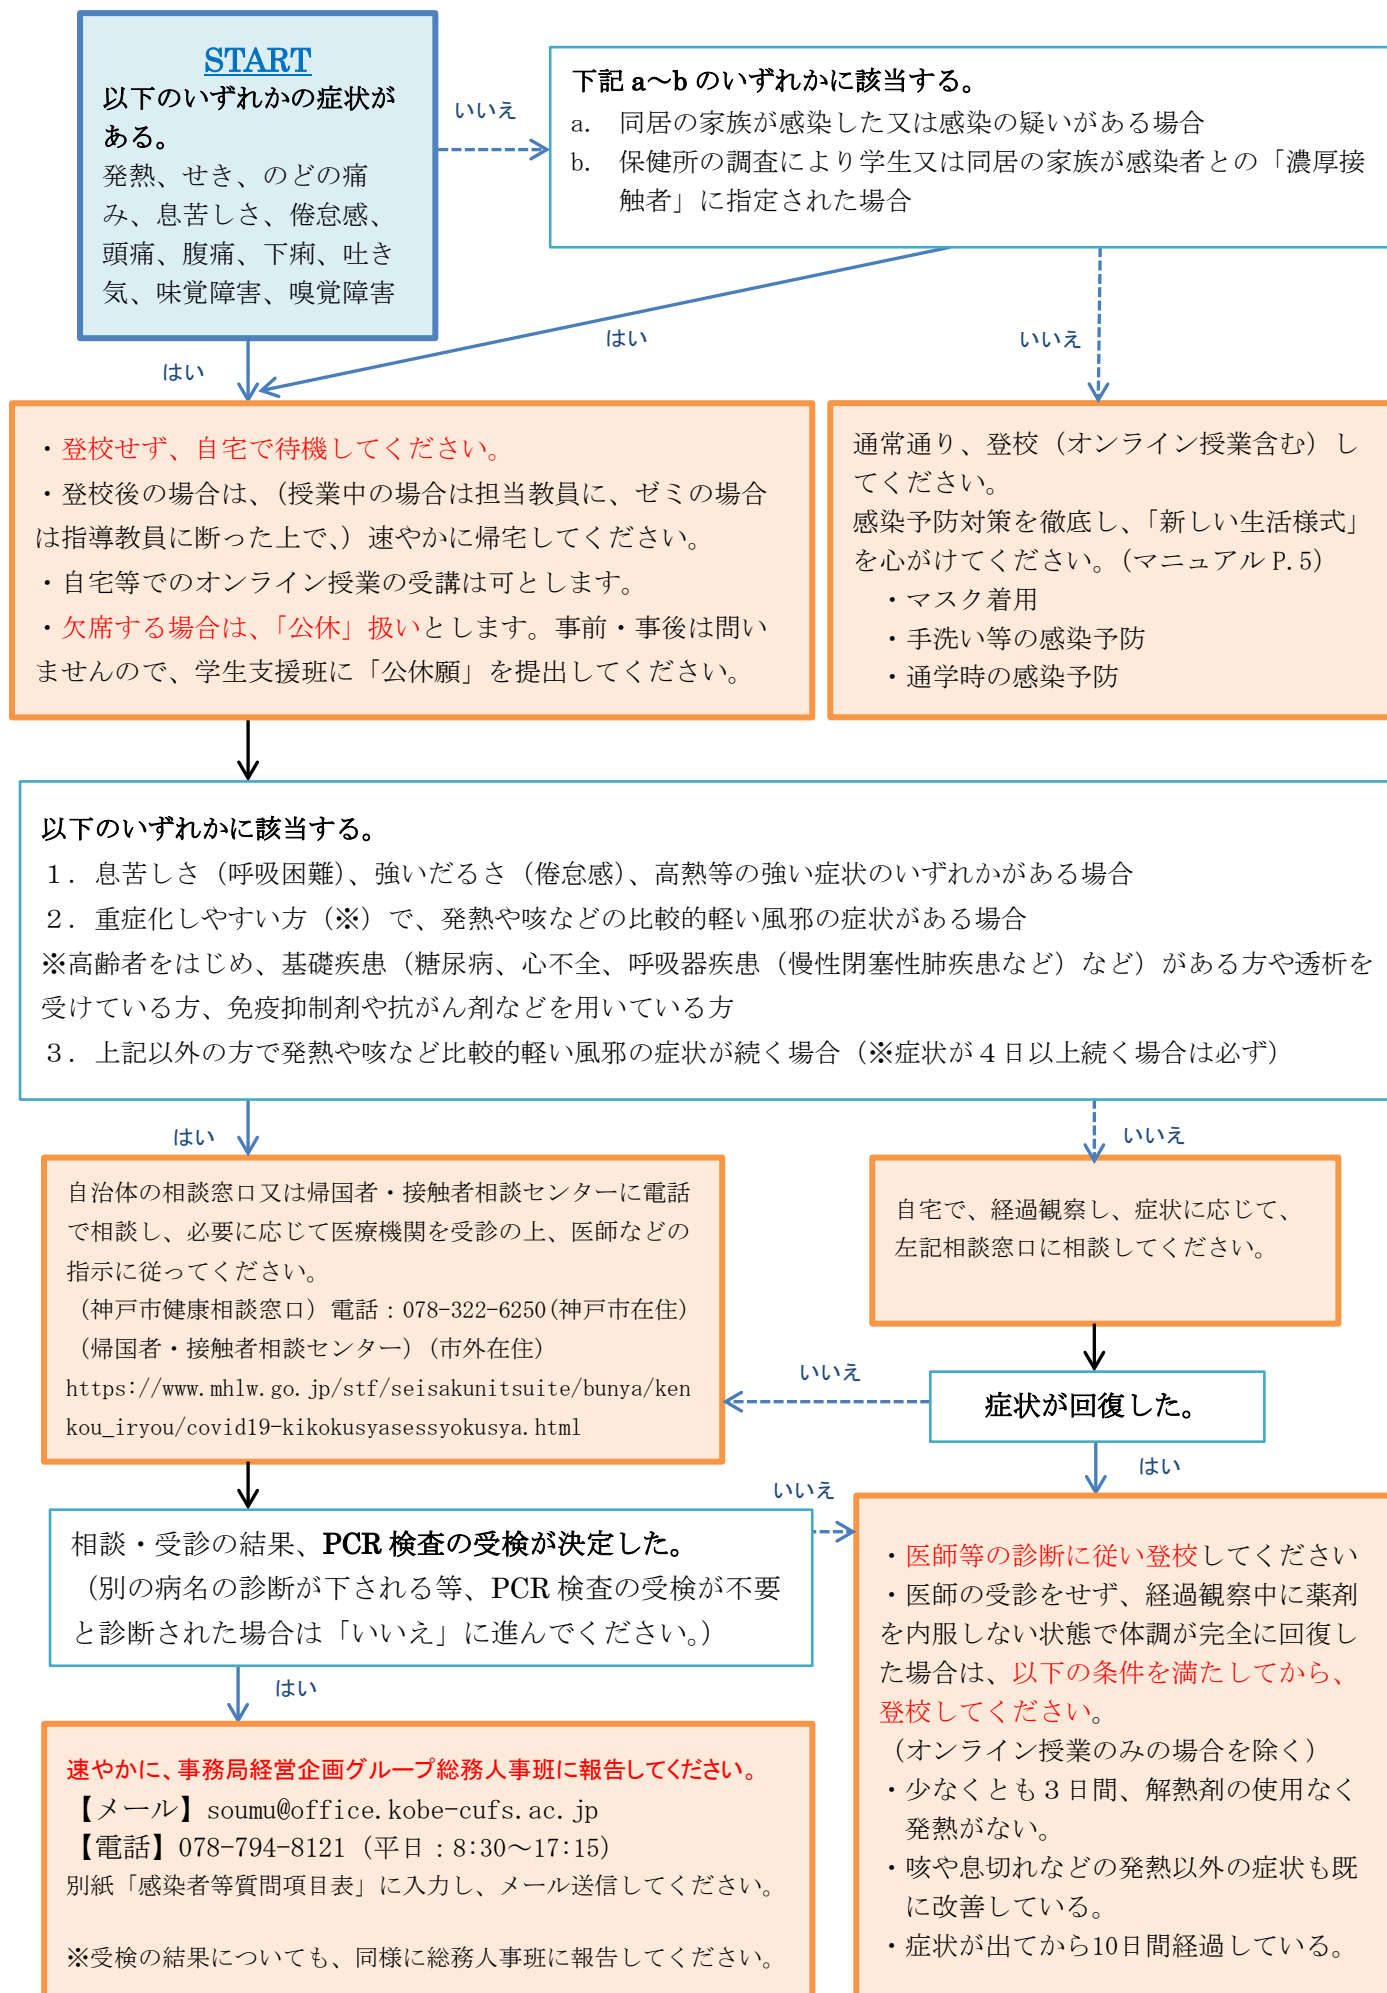 START
以下のいずれかの症状が
ある。
発熱、せき、のどの痛
み、息苦しさ、倦怠感、
頭痛、腹痛、下痢、吐き
気、味覚障害、嗅覚障害
いいえ
下記 a～b のいずれかに該当する。
a. 同居の家族が感染した又は感染の疑いがある場合
b. 保健所の調査により学生又は同居の家族が感染者との「濃厚接
触者」に指定された場合
はい
はい
いいえ
・登校せず、自宅で待機してください。
・登校後の場合は、（授業中の場合は担当教員に、ゼミの場合
は指導教員に断った上で、）速やかに帰宅してください。
・自宅等でのオンライン授業の受講は可とします。
・欠席する場合は、「公休」扱いとします。事前・事後は問い
ませんので、学生支援班に「公休願」を提出してください。
通常通り、登校（オンライン授業含む）し
てください。
感染予防対策を徹底し、「新しい生活様式」
を心がけてください。（マニュアル P.5）
・マスク着用
・手洗い等の感染予防
・通学時の感染予防
以下のいずれかに該当する。
１．息苦しさ（呼吸困難）、強いだるさ（倦怠感）、高熱等の強い症状のいずれかがある場合
２．重症化しやすい方（※）で、発熱や咳などの比較的軽い風邪の症状がある場合
※高齢者をはじめ、基礎疾患（糖尿病、心不全、呼吸器疾患（慢性閉塞性肺疾患など）など）がある方や透析を
受けている方、免疫抑制剤や抗がん剤などを用いている方
３．上記以外の方で発熱や咳など比較的軽い風邪の症状が続く場合（※症状が４日以上続く場合は必ず）
はい
いいえ
自治体の相談窓口又は帰国者・接触者相談センターに電話
で相談し、必要に応じて医療機関を受診の上、医師などの
指示に従ってください。
（神戸市健康相談窓口）電話：078-322-6250（神戸市在住）
（帰国者・接触者相談センター）（市外在住）
https://www.mhlw.go.jp/stf/seisakunitsuite/bunya/ken
kou_iryou/covid19-kikokusyasessyokusya.html
自宅で、経過観察し、症状に応じて、
左記相談窓口に相談してください。
いいえ
症状が回復した。
はい
いいえ
相談・受診の結果、PCR 検査の受検が決定した。
（別の病名の診断が下される等、PCR 検査の受検が不要
と診断された場合は「いいえ」に進んでください。）
はい
・医師等の診断に従い登校してください
・医師の受診をせず、経過観察中に薬剤
を内服しない状態で体調が完全に回復し
た場合は、以下の条件を満たしてから、
登校してください。
（オンライン授業のみの場合を除く）
・少なくとも３日間、解熱剤の使用なく
発熱がない。
・咳や息切れなどの発熱以外の症状も既
に改善している。
・症状が出てから10日間経過している。
速やかに、事務局経営企画グループ総務人事班に報告してください。
【メール】soumu@office.kobe-cufs.ac.jp
【電話】078-794-8121（平日：8:30～17:15）
別紙「感染者等質問項目表」に入力し、メール送信してください。
※受検の結果についても、同様に総務人事班に報告してください。